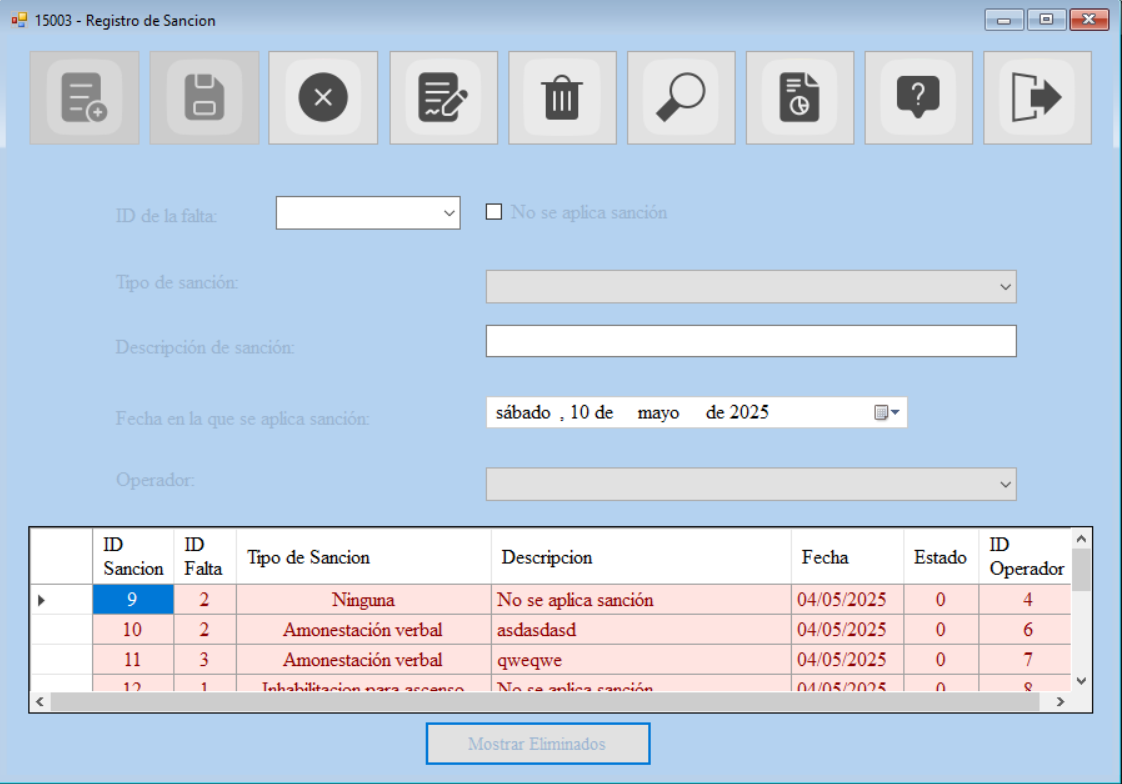 15003 - Registro de Sancion
ID de la falta:
No se aplica sanción
Tipo de sanción:
Descripción de sanción:
Fecha en la que se aplica sanción:
sábado , 10 de mayo de 2025
Operador:
ID Sancion ID Falta Tipo de Sancion Descripcion Fecha Estado ID Operador
9 2 Ninguna No se aplica sanción 04/05/2025 0 4
10 2 Amonestación verbal asdasdasd 04/05/2025 0 6
11 3 Amonestación verbal qweqwe 04/05/2025 0 7
12 1 Inhabilitacion para ascenso No se aplica sanción 04/05/2025 0 8
Mostrar Eliminados